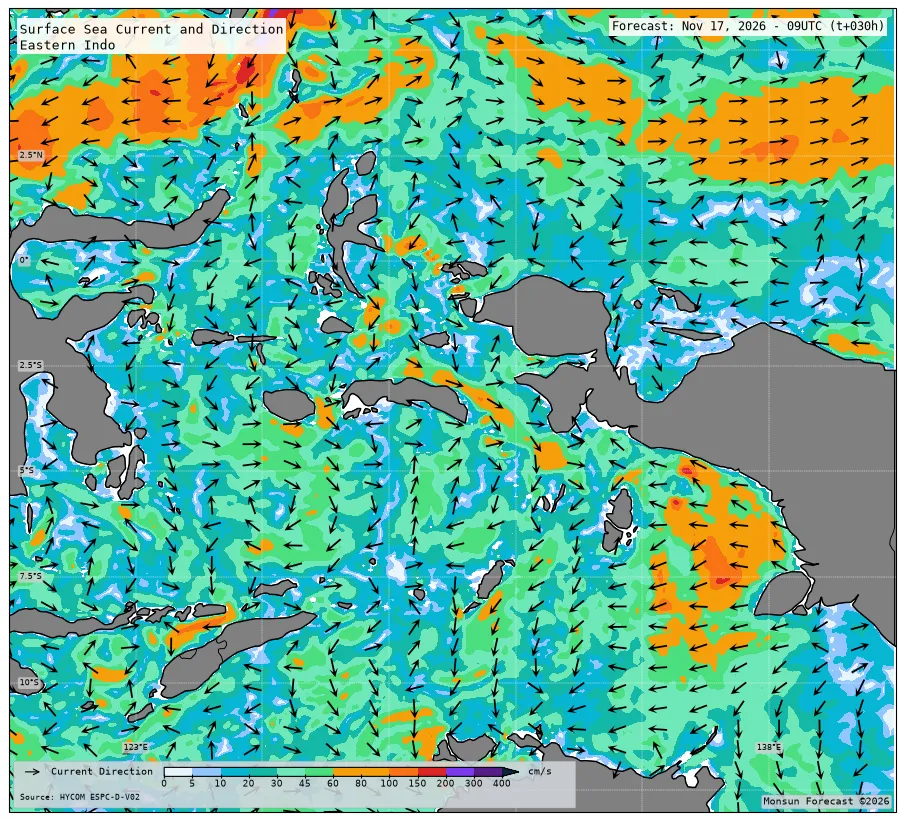 Surface Sea Current and Direction
Eastern Indo
Forecast: Nov 17, 2026 - 09UTC (t+030h)
2.5°N
0°
2.5°S
5°S
7.5°S
10°S
123°E
138°E
Current Direction
0 5 10 20 30 45 60 80 100 150 200 300 400
cm/s
Source: HYCOM ESPC-D-V02
Monsun Forecast ©2026